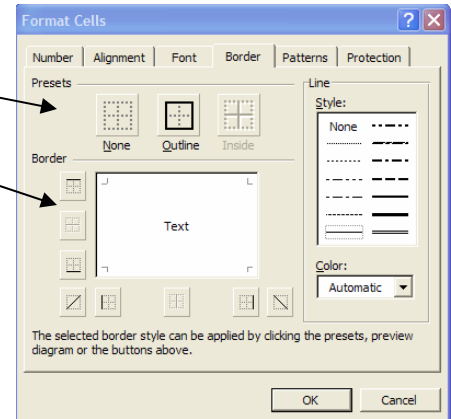 Format Cells
Number Alignment Font Border Patterns Protection
Presets
None Outline Inside
Border
Text
Line
Style:
None
Color:
Automatic
The selected border style can be applied by clicking the presets, preview
diagram or the buttons above.
OK Cancel